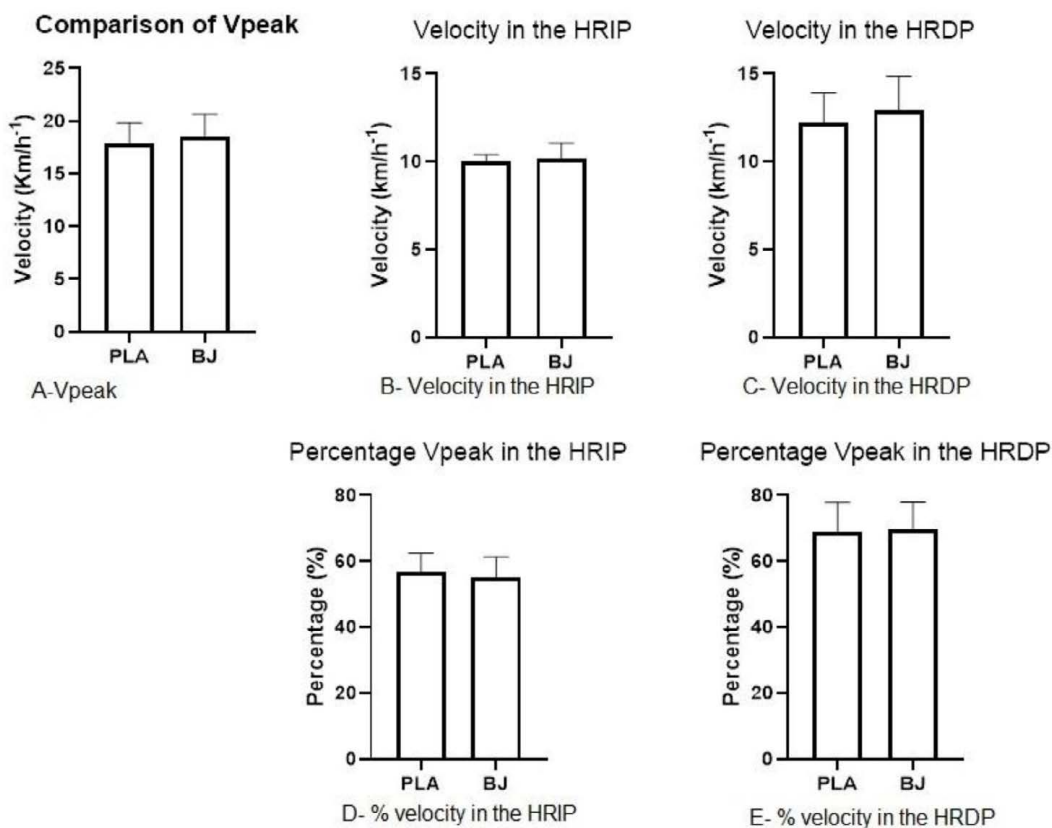 Comparison of Vpeak
Velocity (Km/h⁻¹)
25
20
15
10
5
0
PLA BJ
A-Vpeak
Velocity in the HRIP
Velocity (km/h⁻¹)
15
10
5
0
PLA BJ
B- Velocity in the HRIP
Velocity in the HRDP
Velocity (km/h⁻¹)
15
10
5
0
PLA BJ
C- Velocity in the HRDP
Percentage Vpeak in the HRIP
Percentage (%)
80
60
40
20
0
PLA BJ
D- % velocity in the HRIP
Percentage Vpeak in the HRDP
Percentage (%)
80
60
40
20
0
PLA BJ
E- % velocity in the HRDP